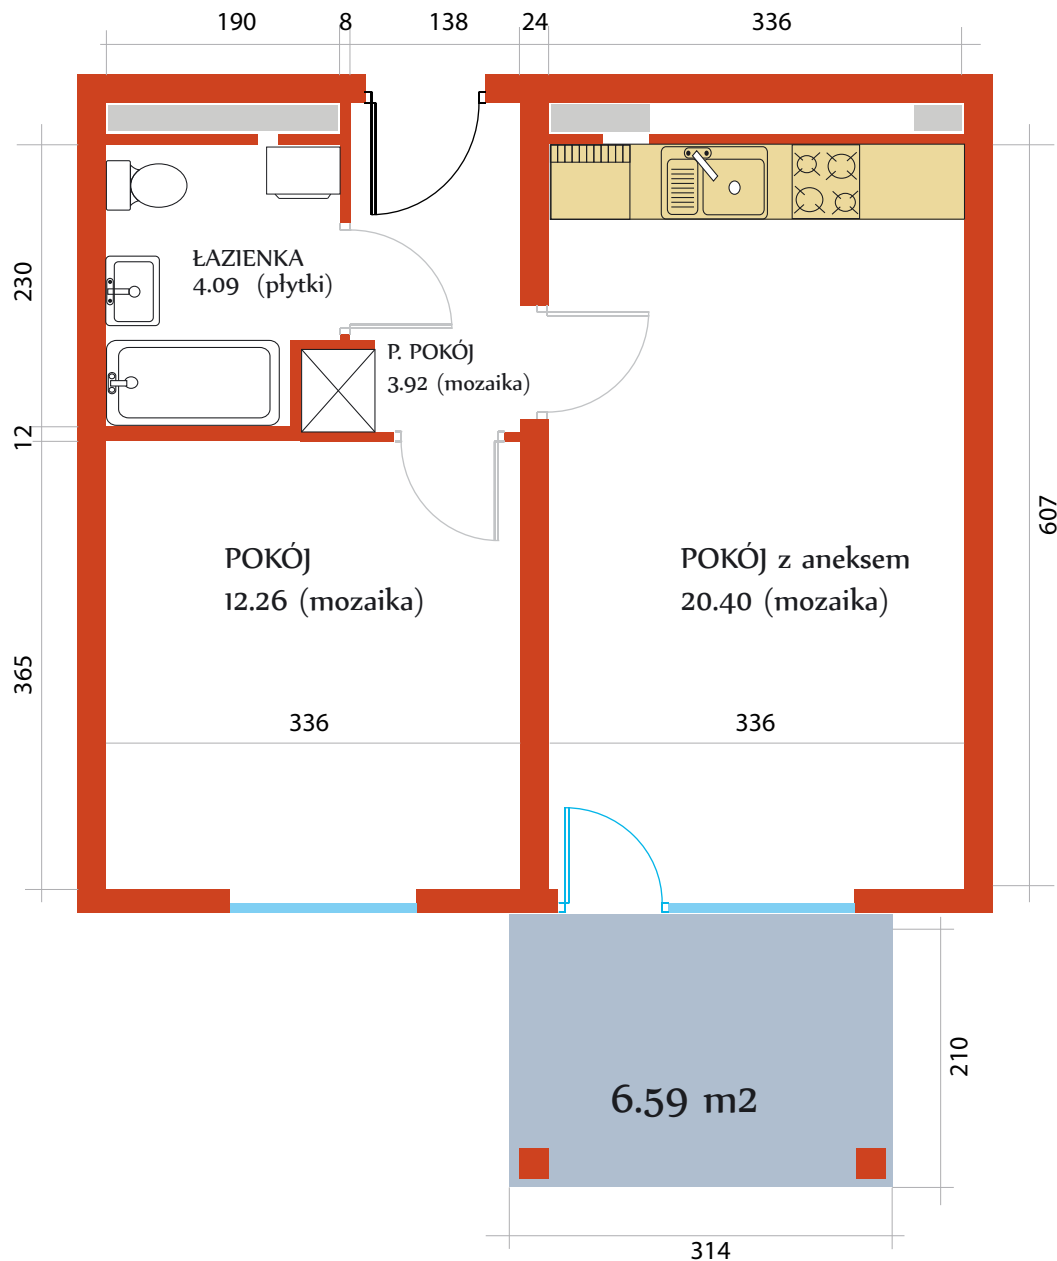 190 8 138 24 336
230
ŁAZIENKA
4.09 (płytki)
P. POKÓJ
3.92 (mozaika)
12
607
POKÓJ
12.26 (mozaika)
POKÓJ z aneksem
20.40 (mozaika)
365
336
336
210
6.59 m2
314